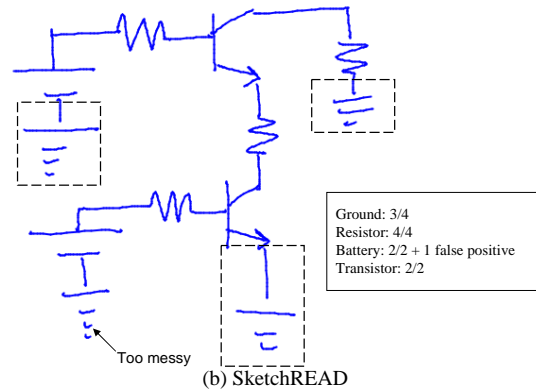 Ground: 3/4
Resistor: 4/4
Battery: 2/2 + 1 false positive
Transistor: 2/2
Too messy
(b) SketchREAD